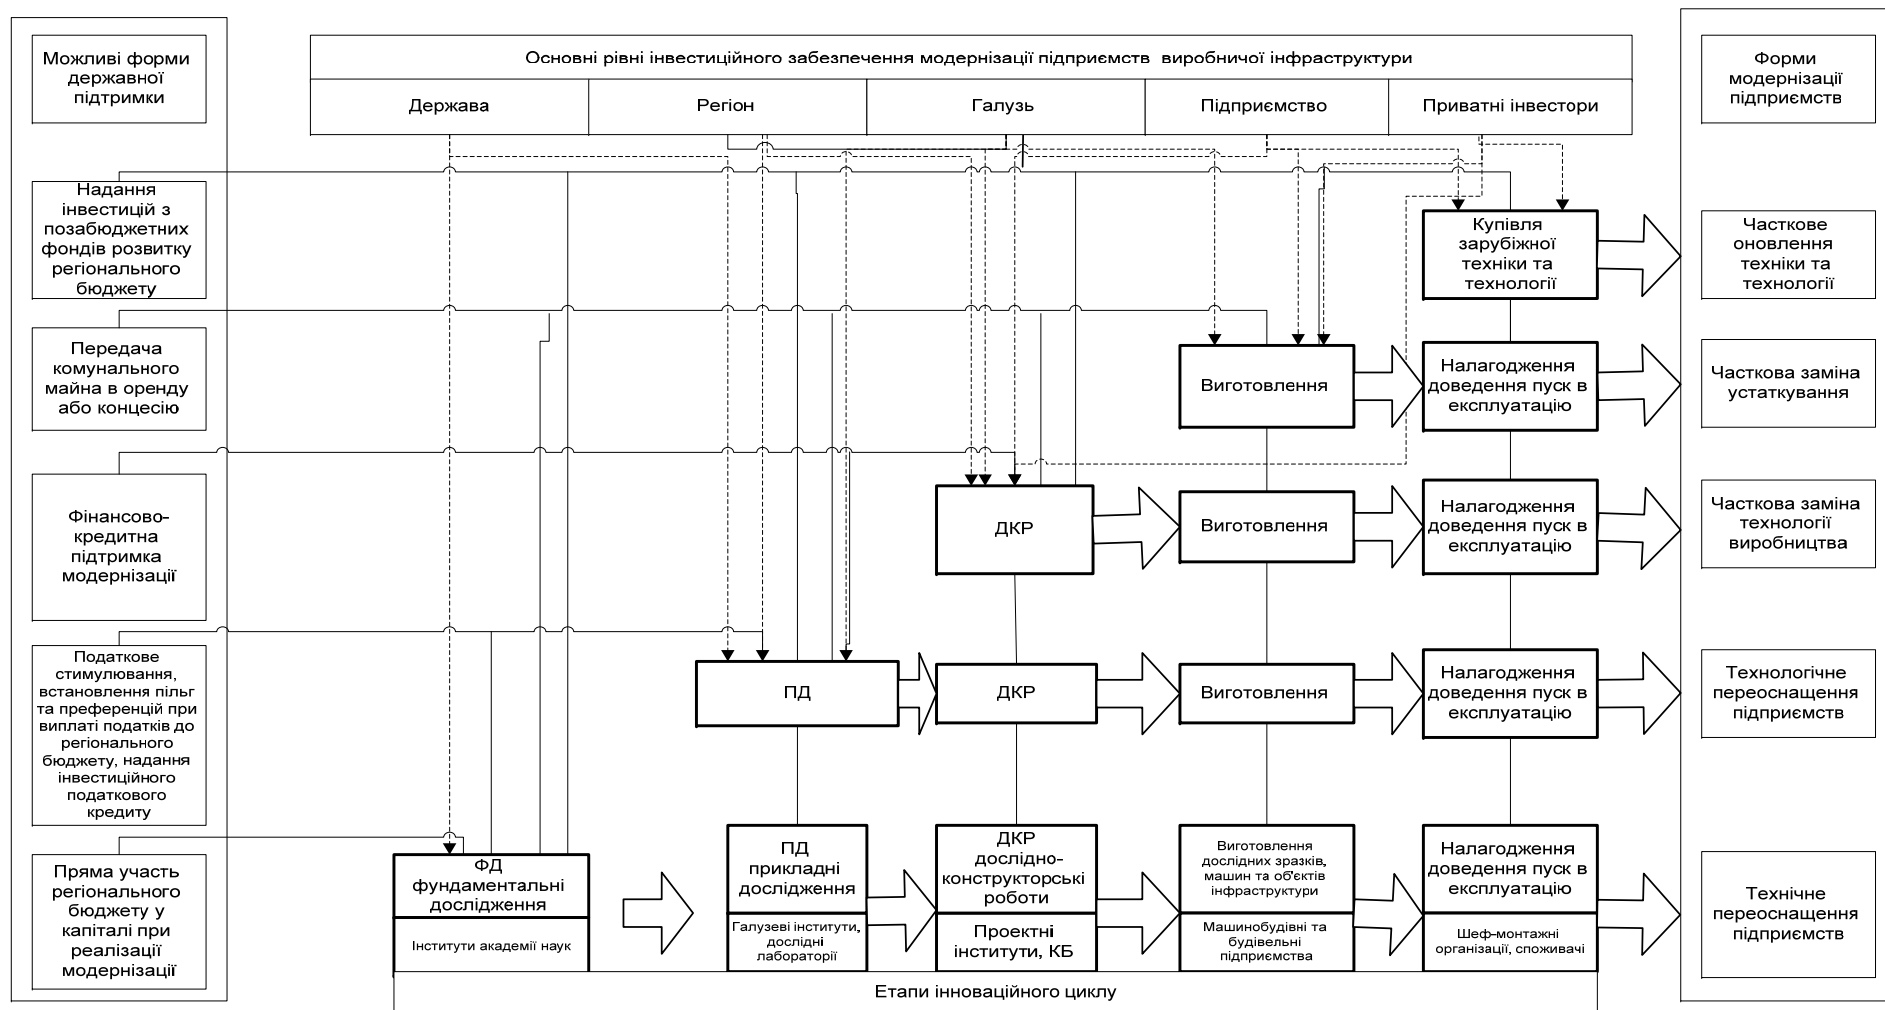 Можливі форми
державної
підтримки
Основні рівні інвестиційного забезпечення модернізації підприємств виробничої інфраструктури
Держава
Регіон
Галузь
Підприємство
Приватні інвестори
Форми
модернізації
підприємств
Надання
інвестицій з
позабюджетних
фондів розвитку
регіонального
бюджету
Купівля
зарубіжної
техніки та
технології
Часткове
оновлення
техніки та
технології
Передача
комунального
майна в оренду
або концесію
Виготовлення
Налагодження
доведення пуск в
експлуатацію
Часткова заміна
устаткування
Фінансово-
кредитна
підтримка
модернізації
ДКР
Виготовлення
Налагодження
доведення пуск в
експлуатацію
Часткова заміна
технології
виробництва
Податкове
стимулювання,
встановлення пільг
та преференцій при
виплаті податків до
регіонального
бюджету, надання
інвестиційного
податкового
кредиту
ПД
ДКР
Виготовлення
Налагодження
доведення пуск в
експлуатацію
Технологічне
переоснащення
підприємств
Пряма участь
регіонального
бюджету у
капіталі при
реалізації
модернізації
ФД
фундаментальні
дослідження
Інститути академії наук
ПД
прикладні
дослідження
Галузеві інститути,
дослідні
лабораторії
ДКР
дослідно-
конструкторські
роботи
Проектні
інститути, КБ
Виготовлення
дослідних зразків,
машин та об'єктів
інфраструктури
Машинобудівні та
будівельні
підприємства
Налагодження
доведення пуск в
експлуатацію
Шеф-монтажні
організації, споживачі
Технічне
переоснащення
підприємств
Етапи інноваційного циклу